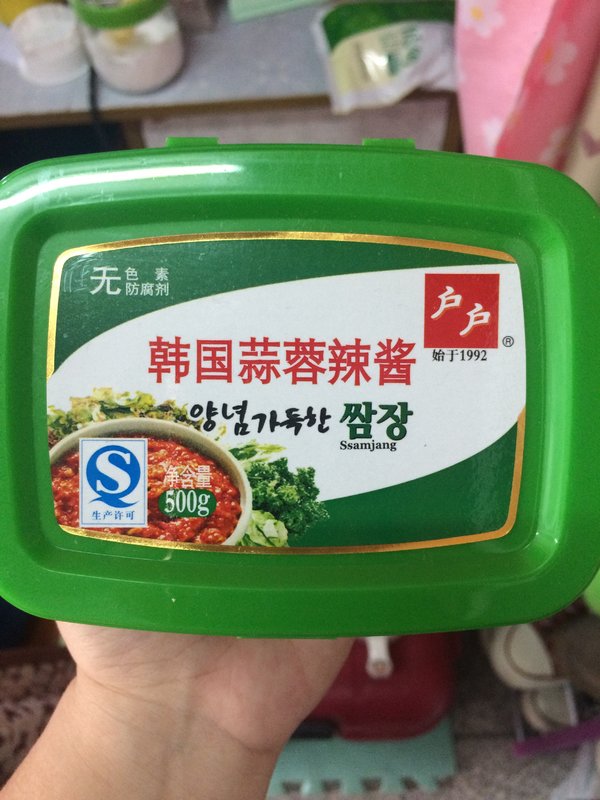 无 色素
防腐剂
户户
®
始于1992
韩国蒜蓉辣酱
양념가득한 쌈장
Ssamjang
净含量
500g
生产许可